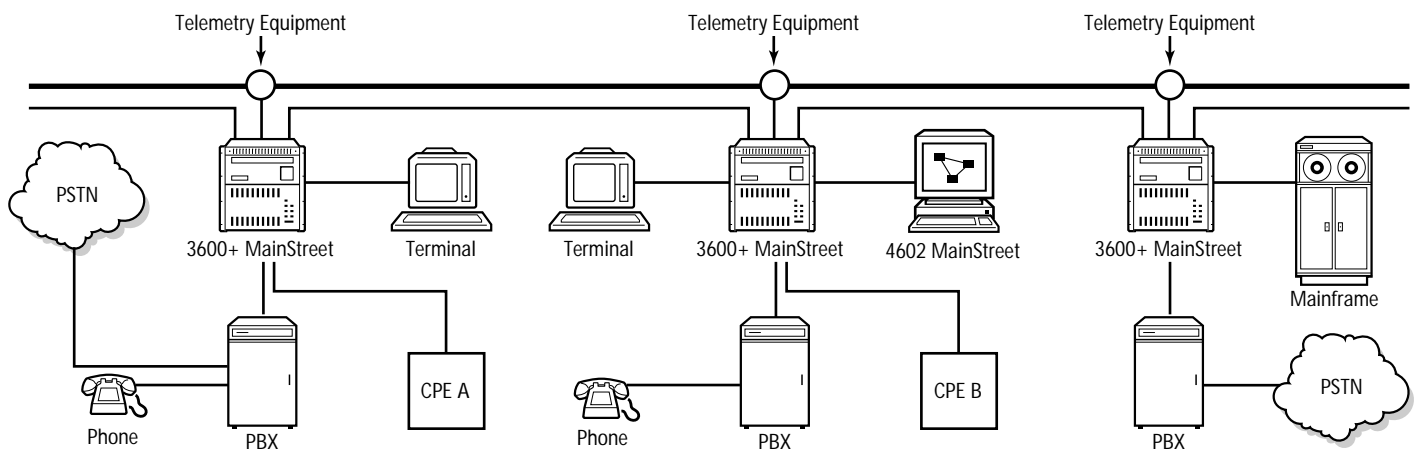 Telemetry Equipment
Telemetry Equipment
Telemetry Equipment
PSTN
3600+ MainStreet
Terminal
Terminal
3600+ MainStreet
4602 MainStreet
3600+ MainStreet
Mainframe
Phone
PBX
CPE A
Phone
PBX
CPE B
PBX
PSTN